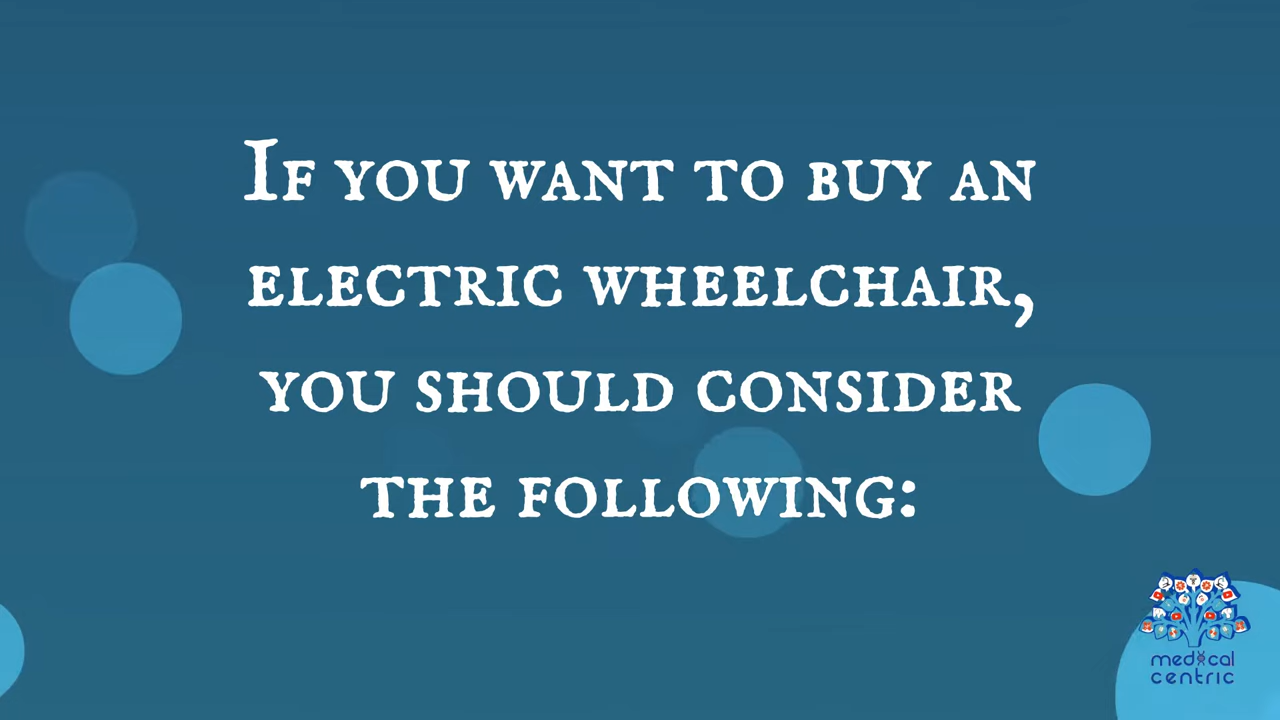 If you want to buy an
electric wheelchair,
you should consider
the following:
medical
centric